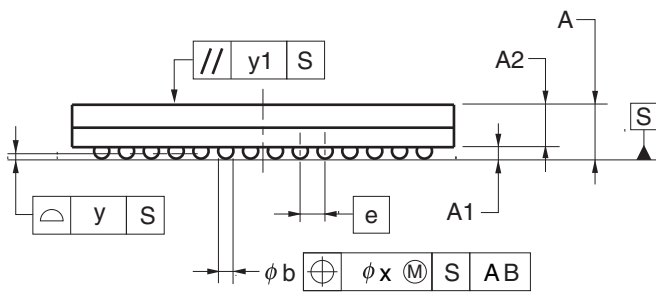 A
A2
// y1 S
S
A1
⌓ y S
e
φb ⌖ φx Ⓜ S AB